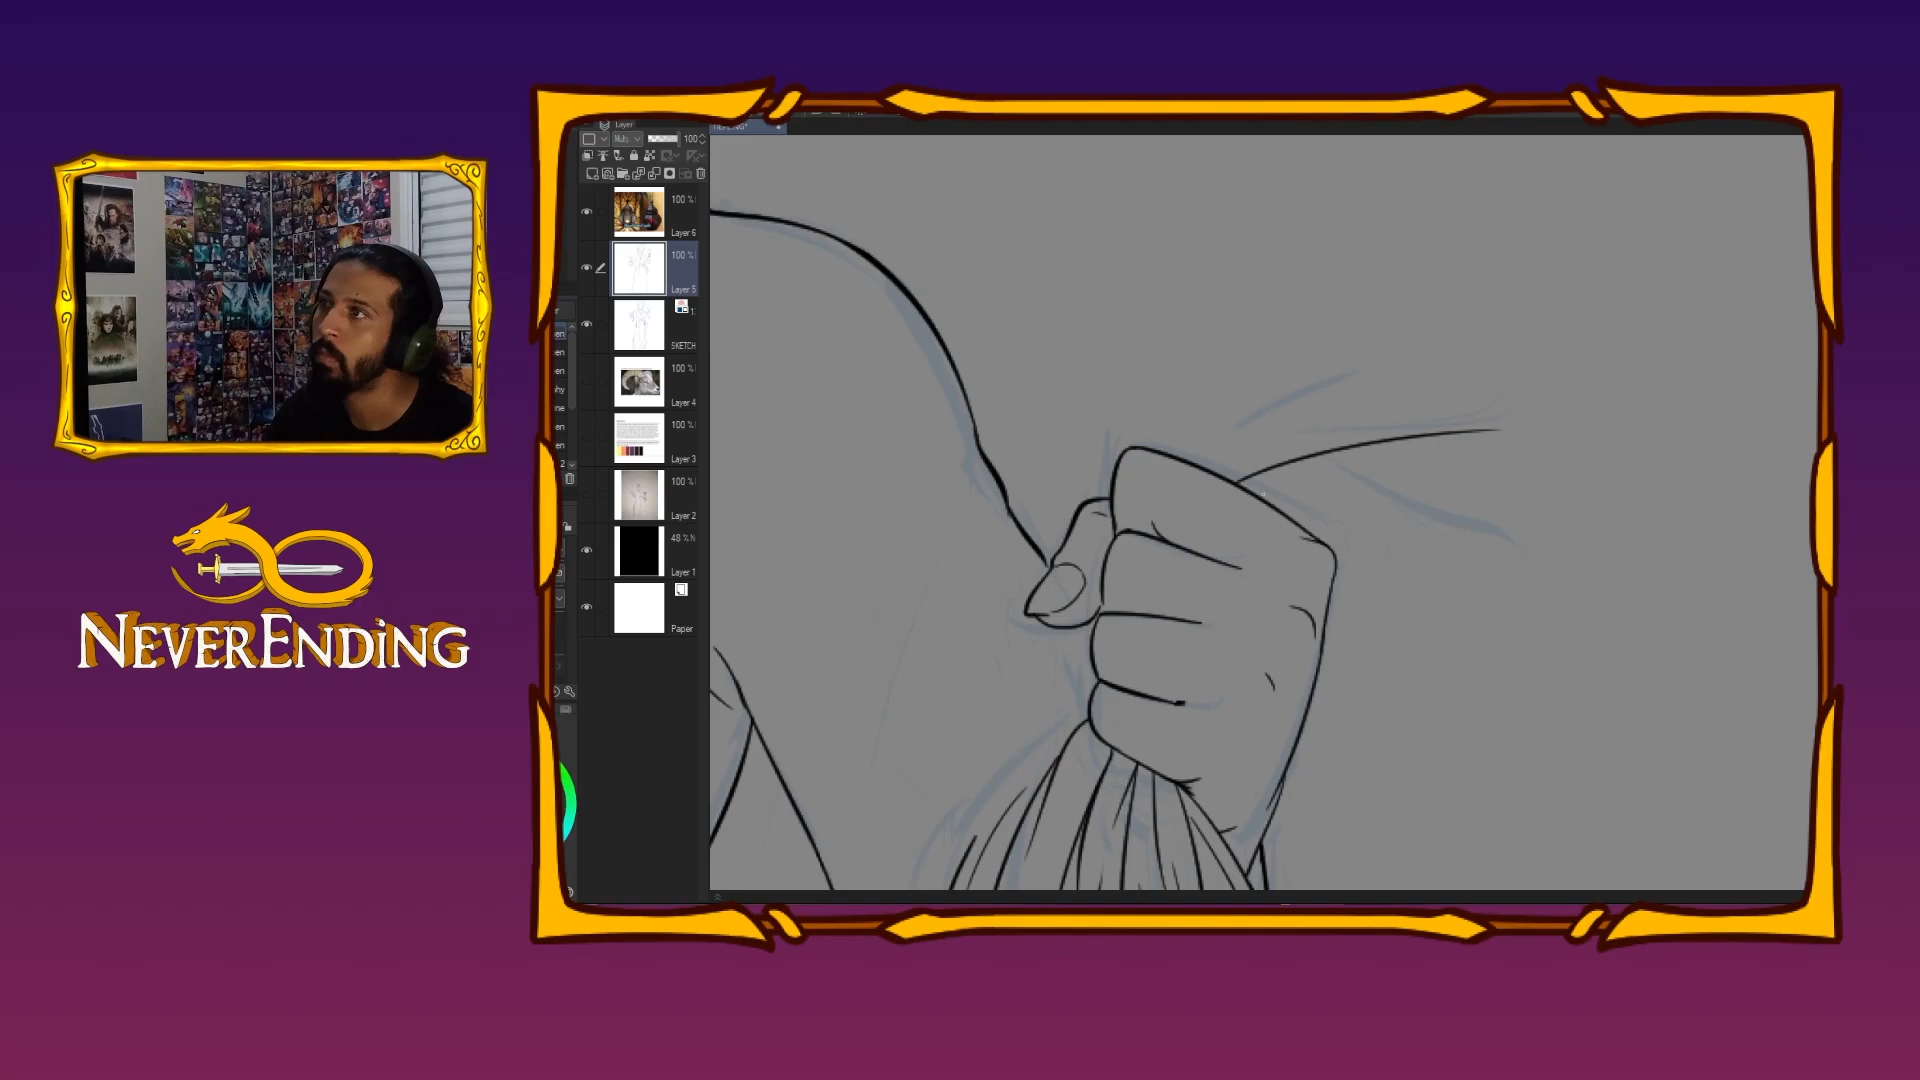 Layer
100
100 %
Layer 6
100 %
Layer 5
SKETCH
100 %
Layer 4
100 %
Layer 3
100 %
Layer 2
48 % N
Layer 1
Paper
NEVERENDiNG